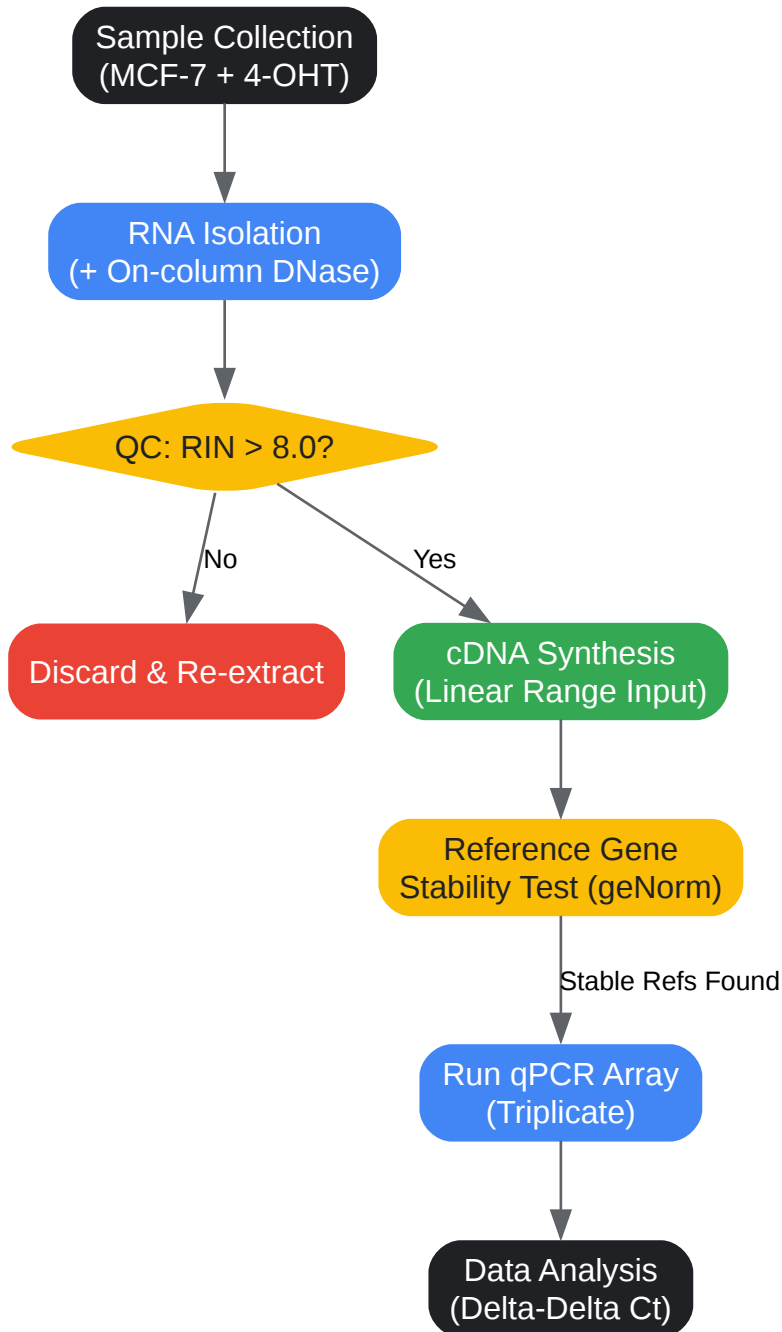 Sample Collection
(MCF-7 + 4-OHT)
RNA Isolation
(+ On-column DNase)
QC: RIN > 8.0?
No
Yes
Discard & Re-extract
cDNA Synthesis
(Linear Range Input)
Reference Gene
Stability Test (geNorm)
Stable Refs Found
Run qPCR Array
(Triplicate)
Data Analysis
(Delta-Delta Ct)